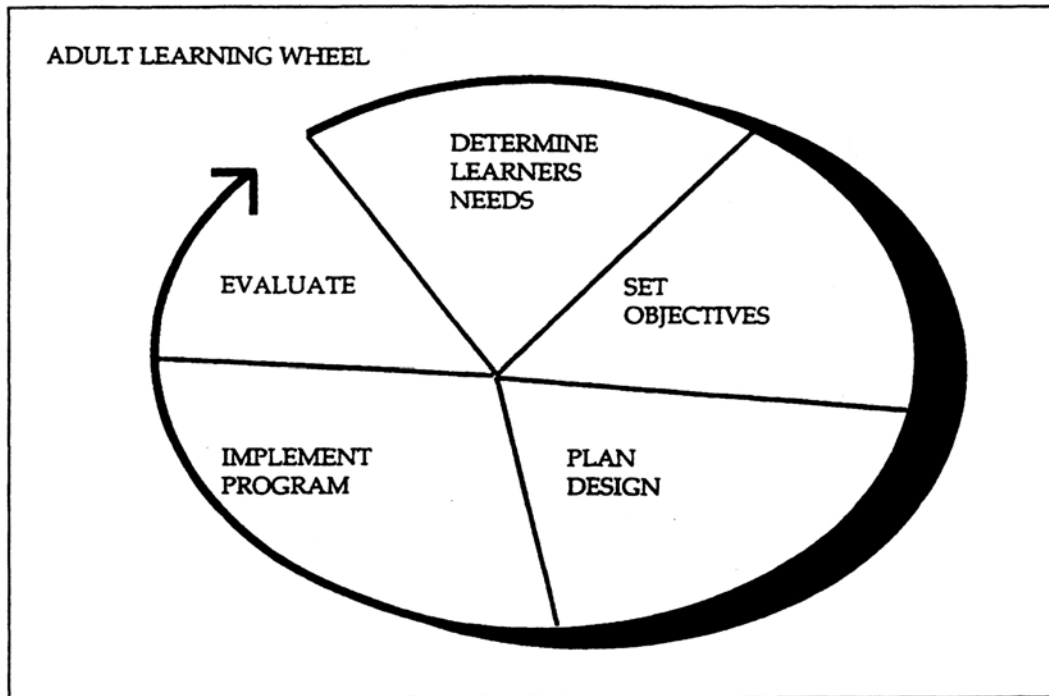 ADULT LEARNING WHEEL
DETERMINE
LEARNERS
NEEDS
SET
OBJECTIVES
PLAN
DESIGN
IMPLEMENT
PROGRAM
EVALUATE